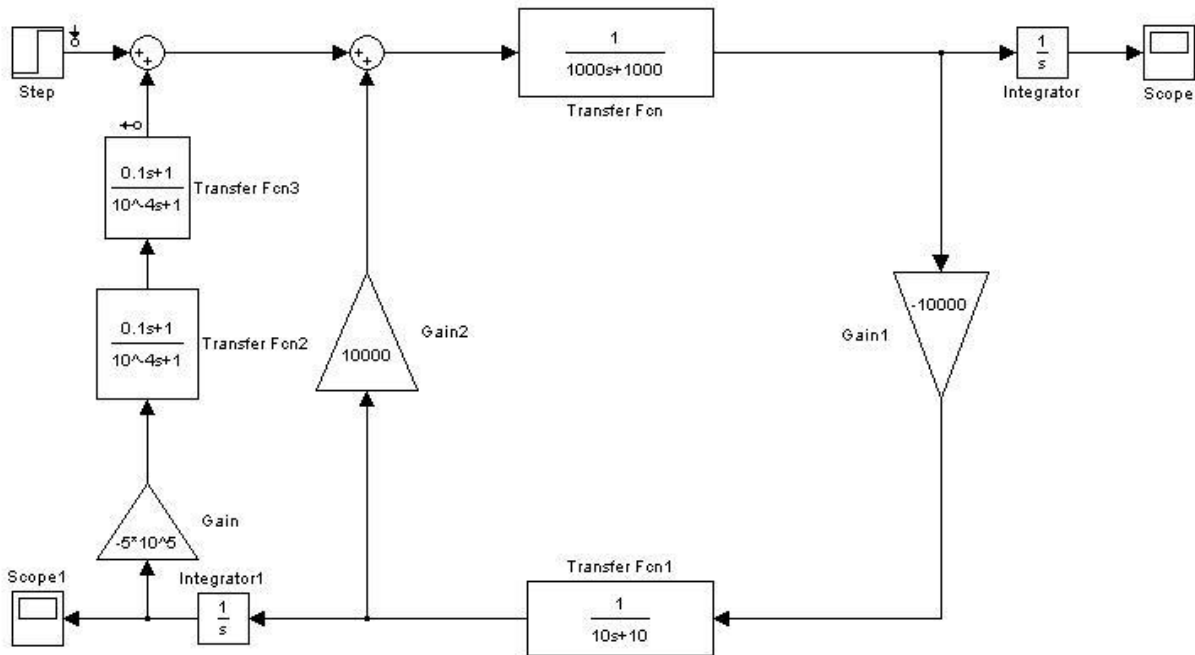 Step
+
+
+
+
1
1000s+1000
Transfer Fcn
1
s
Integrator
Scope
0.1s+1
10^-4s+1
Transfer Fcn3
0.1s+1
10^-4s+1
Transfer Fcn2
10000
Gain2
-10000
Gain1
-5*10^5
Gain
Scope1
Integrator1
1
s
Transfer Fcn1
1
10s+10